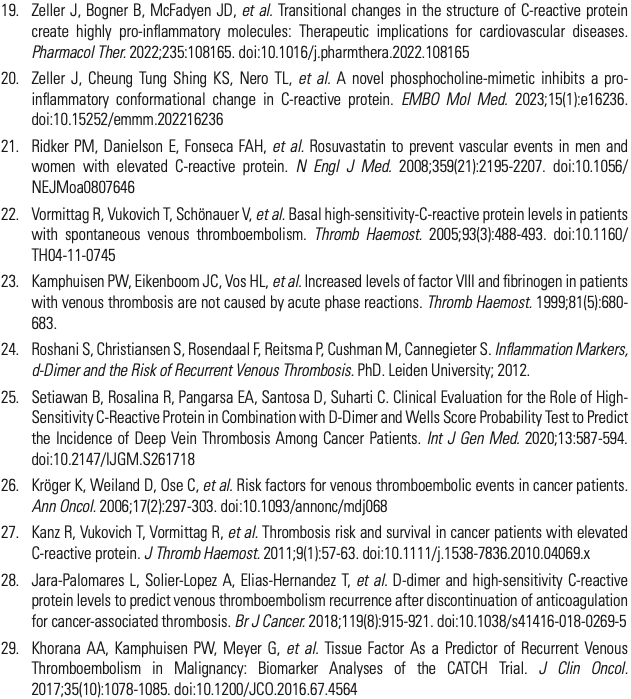 19. Zeller J, Bogner B, McFadyen JD, et al. Transitional changes in the structure of C-reactive protein
create highly pro-inflammatory molecules: Therapeutic implications for cardiovascular diseases.
Pharmacol Ther. 2022;235:108165. doi:10.1016/j.pharmthera.2022.108165
20. Zeller J, Cheung Tung Shing KS, Nero TL, et al. A novel phosphocholine-mimetic inhibits a pro-
inflammatory conformational change in C-reactive protein. EMBO Mol Med. 2023;15(1):e16236.
doi:10.15252/emmm.202216236
21. Ridker PM, Danielson E, Fonseca FAH, et al. Rosuvastatin to prevent vascular events in men and
women with elevated C-reactive protein. N Engl J Med. 2008;359(21):2195-2207. doi:10.1056/
NEJMoa0807646
22. Vormittag R, Vukovich T, Schönauer V, et al. Basal high-sensitivity-C-reactive protein levels in patients
with spontaneous venous thromboembolism. Thromb Haemost. 2005;93(3):488-493. doi:10.1160/
TH04-11-0745
23. Kamphuisen PW, Eikenboom JC, Vos HL, et al. Increased levels of factor VIII and fibrinogen in patients
with venous thrombosis are not caused by acute phase reactions. Thromb Haemost. 1999;81(5):680-
683.
24. Roshani S, Christiansen S, Rosendaal F, Reitsma P, Cushman M, Cannegieter S. Inflammation Markers,
d-Dimer and the Risk of Recurrent Venous Thrombosis. PhD. Leiden University; 2012.
25. Setiawan B, Rosalina R, Pangarsa EA, Santosa D, Suharti C. Clinical Evaluation for the Role of High-
Sensitivity C-Reactive Protein in Combination with D-Dimer and Wells Score Probability Test to Predict
the Incidence of Deep Vein Thrombosis Among Cancer Patients. Int J Gen Med. 2020;13:587-594.
doi:10.2147/IJGM.S261718
26. Kröger K, Weiland D, Ose C, et al. Risk factors for venous thromboembolic events in cancer patients.
Ann Oncol. 2006;17(2):297-303. doi:10.1093/annonc/mdj068
27. Kanz R, Vukovich T, Vormittag R, et al. Thrombosis risk and survival in cancer patients with elevated
C-reactive protein. J Thromb Haemost. 2011;9(1):57-63. doi:10.1111/j.1538-7836.2010.04069.x
28. Jara-Palomares L, Solier-Lopez A, Elias-Hernandez T, et al. D-dimer and high-sensitivity C-reactive
protein levels to predict venous thromboembolism recurrence after discontinuation of anticoagulation
for cancer-associated thrombosis. Br J Cancer. 2018;119(8):915-921. doi:10.1038/s41416-018-0269-5
29. Khorana AA, Kamphuisen PW, Meyer G, et al. Tissue Factor As a Predictor of Recurrent Venous
Thromboembolism in Malignancy: Biomarker Analyses of the CATCH Trial. J Clin Oncol.
2017;35(10):1078-1085. doi:10.1200/JCO.2016.67.4564